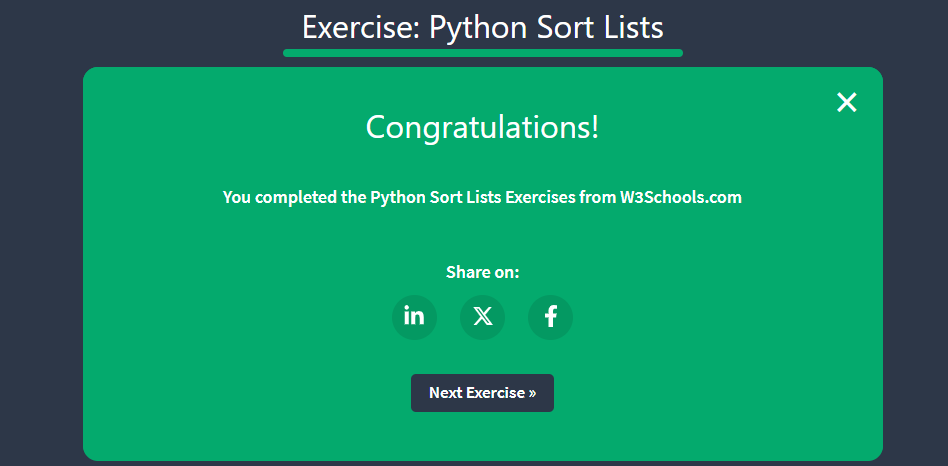 Exercise: Python Sort Lists
Congratulations!
You completed the Python Sort Lists Exercises from W3Schools.com
Share on:
Next Exercise »